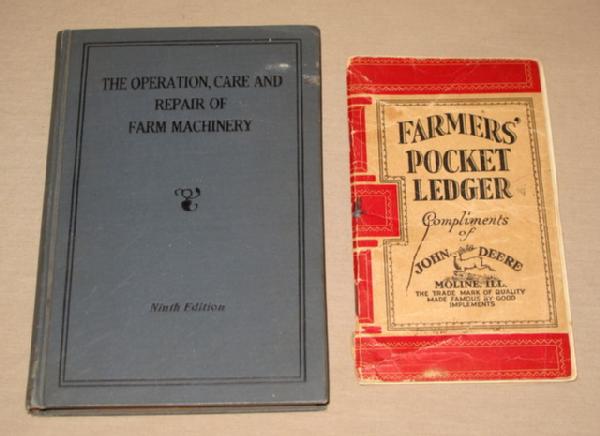 THE OPERATION, CARE AND
REPAIR OF
FARM MACHINERY
Ninth Edition
FARMERS'
POCKET
LEDGER
Compliments
of
JOHN DEERE
MOLINE, ILL.
THE TRADE MARK OF QUALITY
MADE FAMOUS BY GOOD
IMPLEMENTS